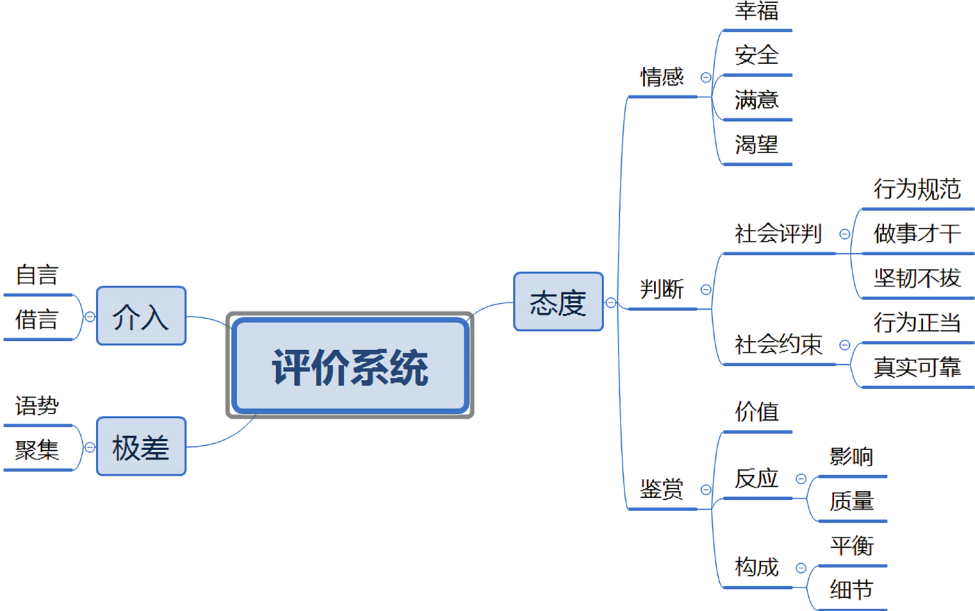 评价系统
态度
情感
幸福
安全
满意
渴望
判断
社会评判
行为规范
做事才干
坚韧不拔
社会约束
行为正当
真实可靠
鉴赏
价值
反应
影响
质量
构成
平衡
细节
介入
自言
借言
极差
语势
聚集